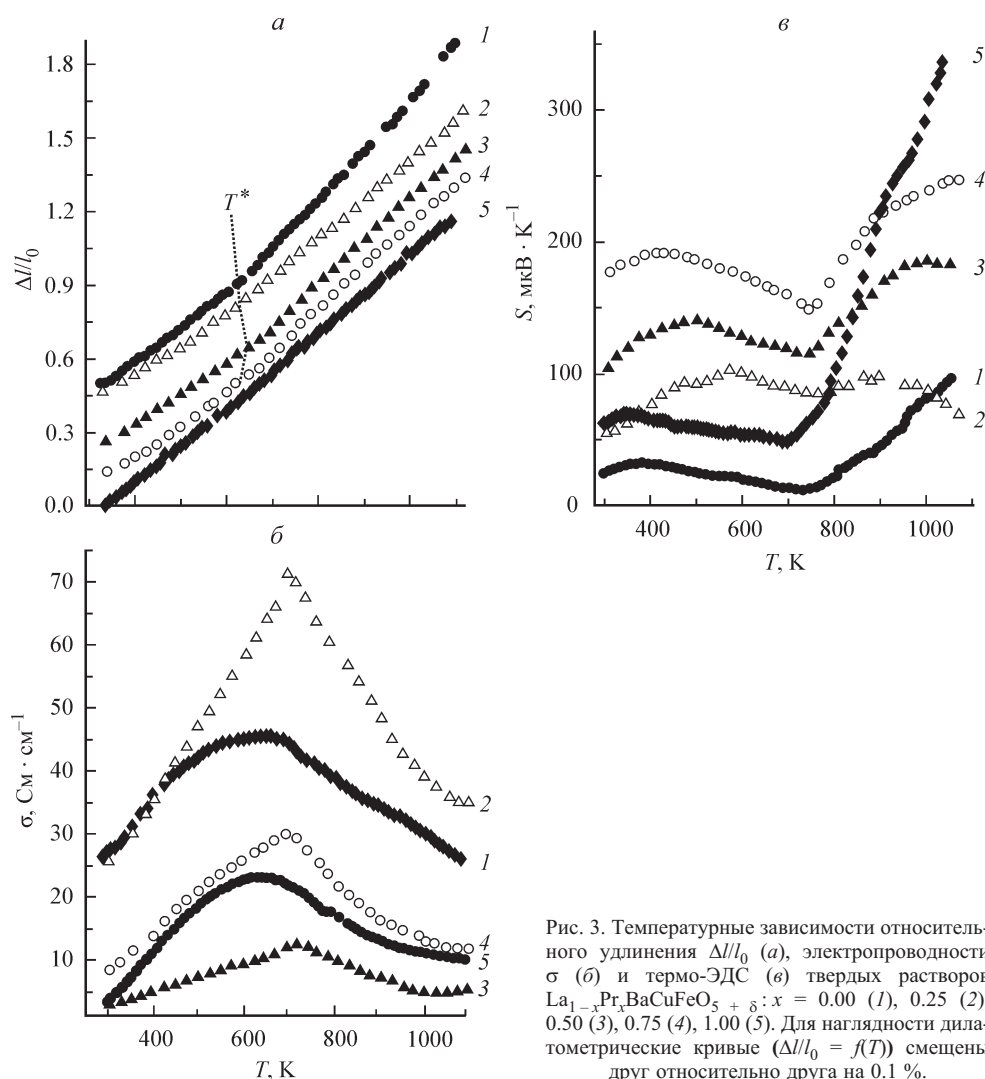 а
1.8
1.5
1.2
0.9
0.6
0.3
0.0
Δl/l₀
T*
1
2
3
4
5
б
70
60
50
40
30
20
10
σ, См · см⁻¹
2
1
4
5
3
400 600 800 1000
T, K
в
300
200
100
0
S, мкВ · К⁻¹
5
4
3
1
2
400 600 800 1000
T, K
Рис. 3. Температурные зависимости относитель-
ного удлинения Δl/l₀ (а), электропроводности
σ (б) и термо-ЭДС (в) твердых растворов
La₁₋ₓPrₓBaCuFeO₅ ₊ δ: x = 0.00 (1), 0.25 (2)
0.50 (3), 0.75 (4), 1.00 (5). Для наглядности дила-
тометрические кривые (Δl/l₀ = f(T)) смещены
друг относительно друга на 0.1 %.